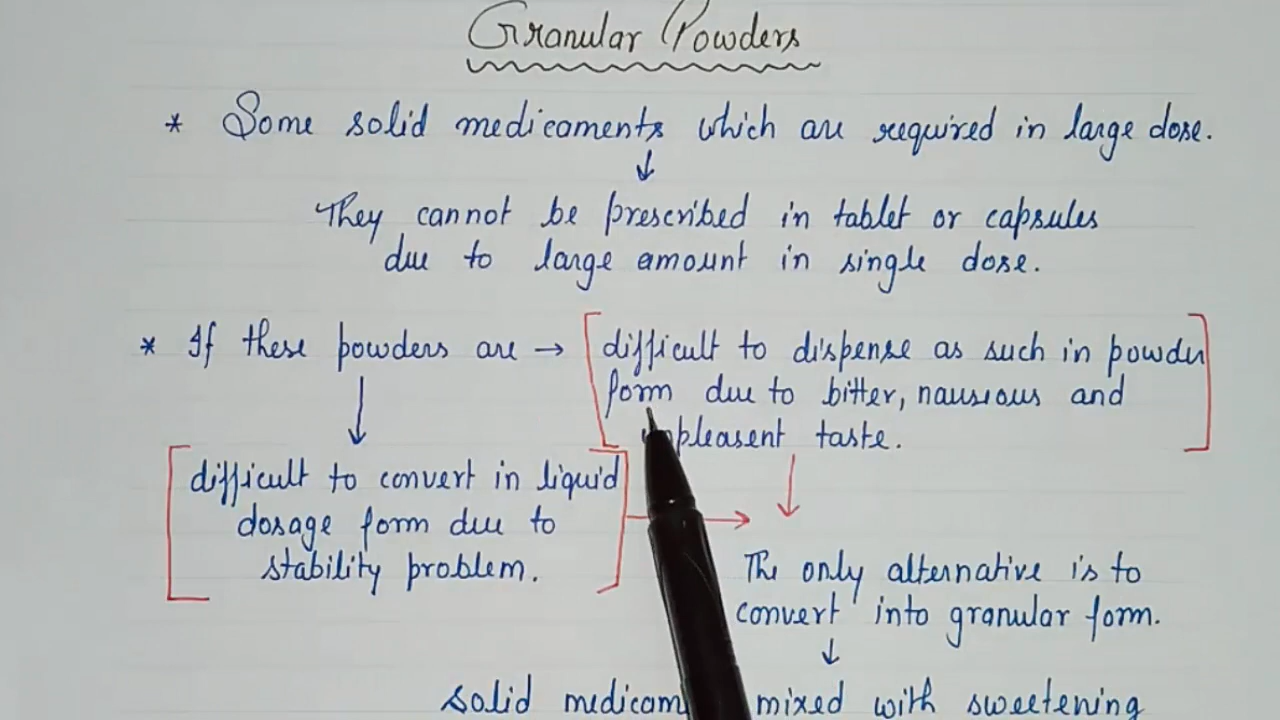 Granular Powders
* Some solid medicaments which are required in large dose.
↓
They cannot be prescribed in tablet or capsules
due to large amount in single dose.
* If these powders are → difficult to dispense as such in powder
form due to bitter, nauseous and
unpleasent taste.
difficult to convert in liquid
dosage form due to
stability problem.
The only alternative is to
convert into granular form.
↓
solid mixed with sweetening